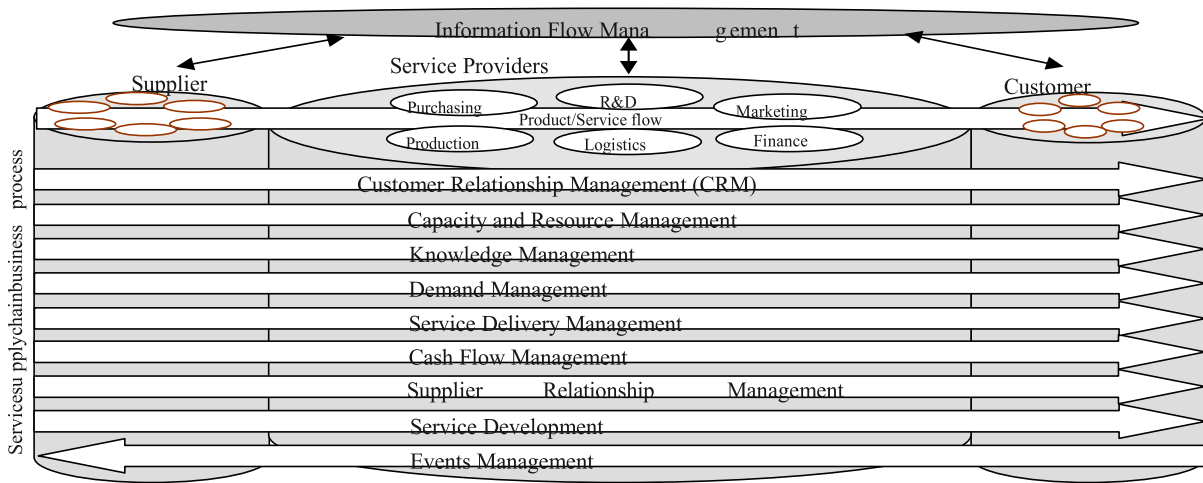 Information Flow Mana gemen t
Service Providers
Supplier
Customer
Purchasing
R&D
Marketing
Product/Service flow
Production
Logistics
Finance
Customer Relationship Management (CRM)
Capacity and Resource Management
Knowledge Management
Demand Management
Service Delivery Management
Cash Flow Management
Supplier Relationship Management
Service Development
Events Management
Servicesu pplychainbusiness process